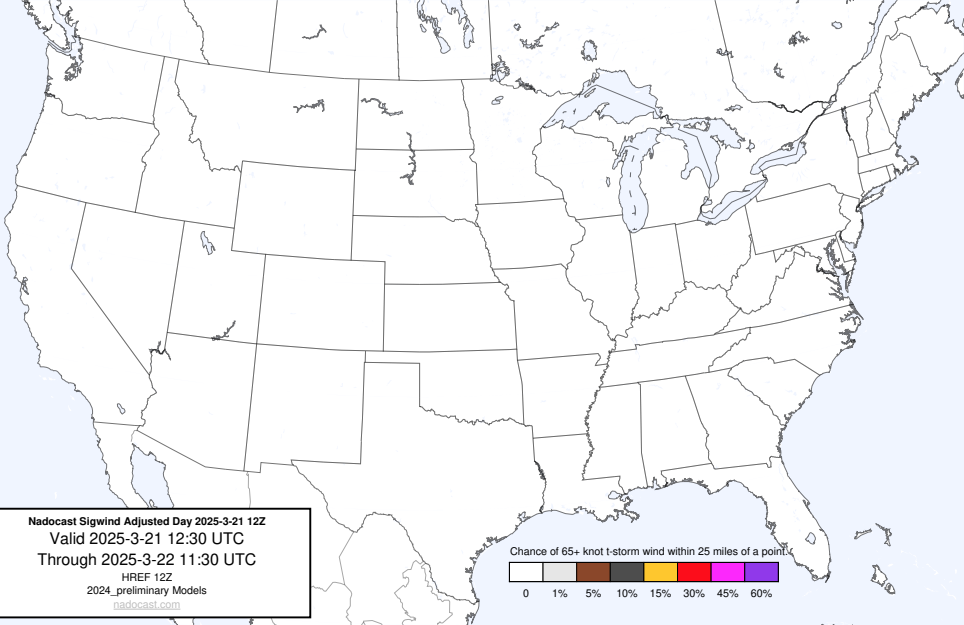 Nadocast Sigwind Adjusted Day 2025-3-21 12Z
Valid 2025-3-21 12:30 UTC
Through 2025-3-22 11:30 UTC
HREF 12Z
2024_preliminary Models
nadocast.com
Chance of 65+ knot t-storm wind within 25 miles of a point.
0 1% 5% 10% 15% 30% 45% 60%